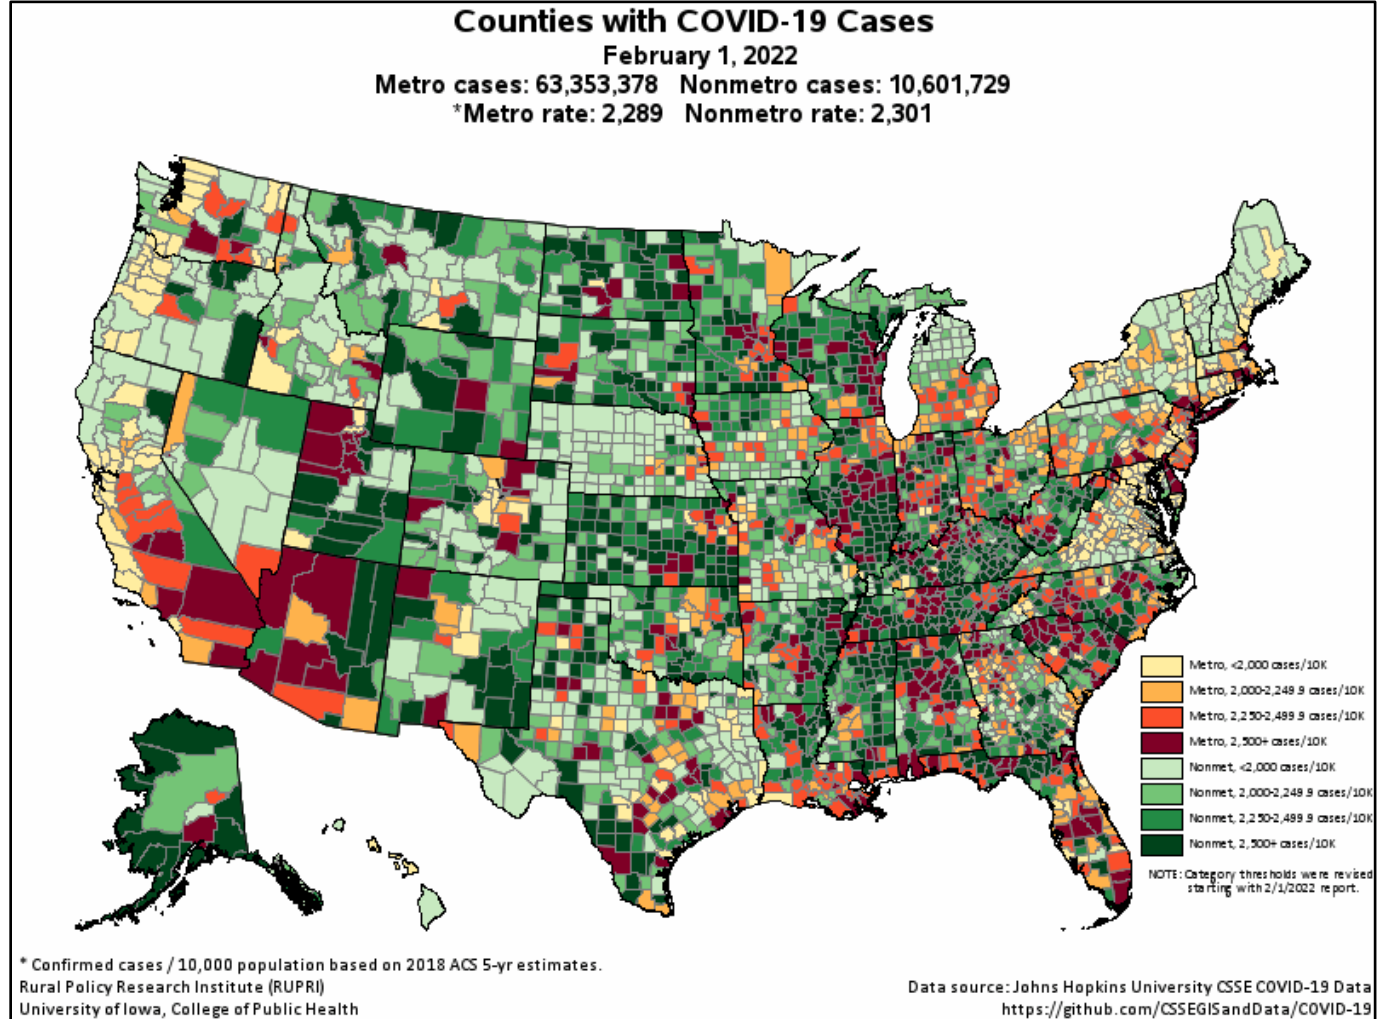 Counties with COVID-19 Cases
February 1, 2022
Metro cases: 63,353,378 Nonmetro cases: 10,601,729
*Metro rate: 2,289 Nonmetro rate: 2,301
Metro, <2,000 cases/10K
Metro, 2,000-2,249.9 cases/10K
Metro, 2,250-2,499.9 cases/10K
Metro, 2,500+ cases/10K
Nonmet, <2,000 cases/10K
Nonmet, 2,000-2,249.9 cases/10K
Nonmet, 2,250-2,499.9 cases/10K
Nonmet, 2,500+ cases/10K
NOTE: Category thresholds were revised
starting with 2/1/2022 report.
* Confirmed cases / 10,000 population based on 2018 ACS 5-yr estimates.
Rural Policy Research Institute (RUPRI)
University of Iowa, College of Public Health
Data source: Johns Hopkins University CSSE COVID-19 Data
https://github.com/CSSEGISandData/COVID-19